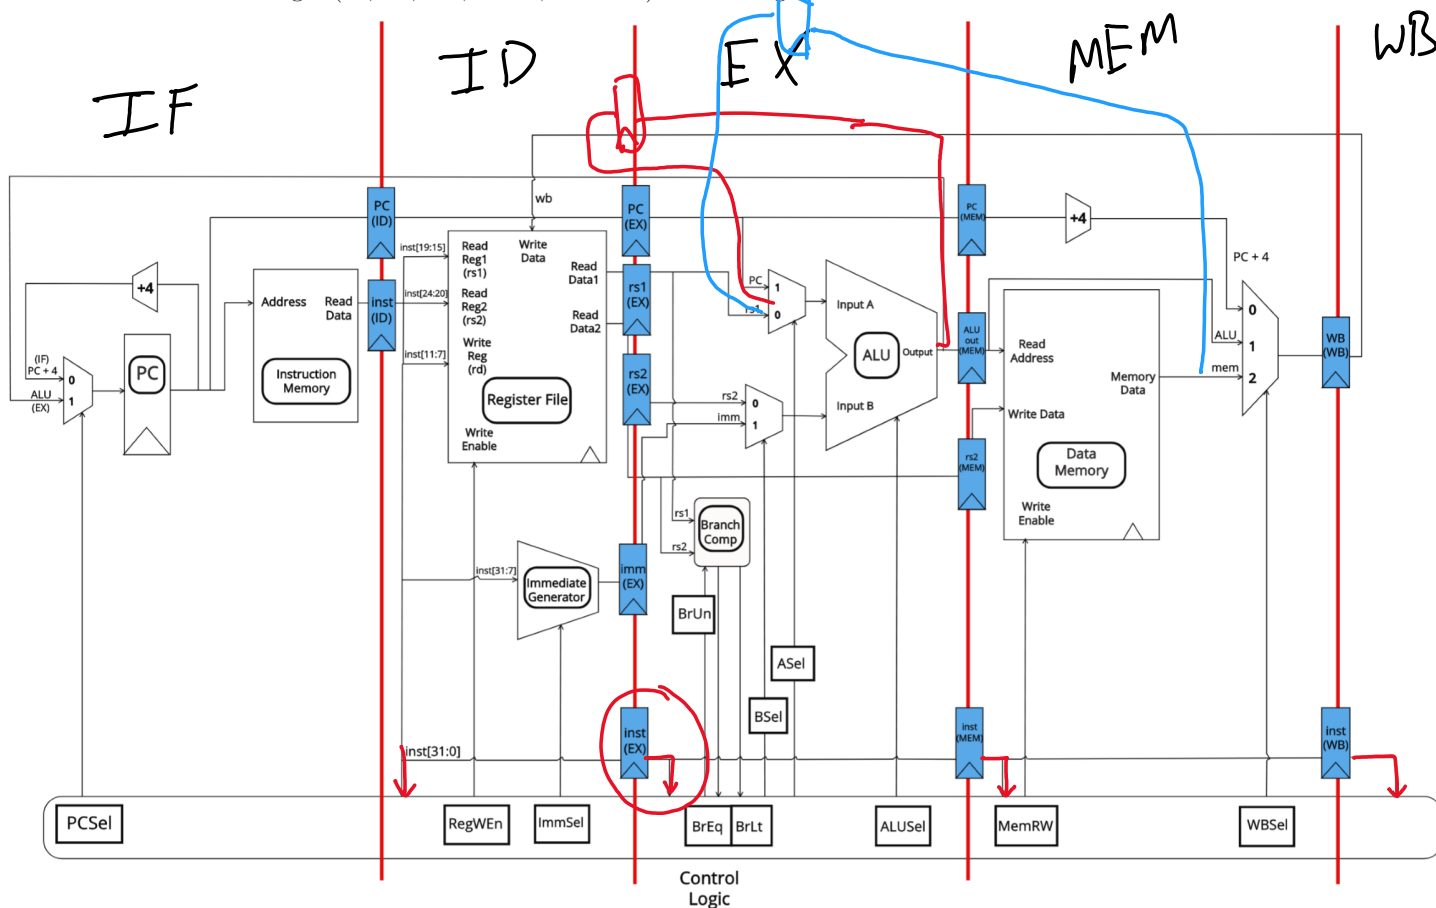 IF
ID
EX
MEM
WB
wb
PC
(ID)
PC
(EX)
PC
(MEM)
+4
PC + 4
+4
(IF)
PC + 4
0
ALU
(EX)
1
PC
Address
Read
Data
Instruction
Memory
inst
(ID)
inst[19:15]
inst[24:20]
inst[11:7]
Read
Reg1
(rs1)
Read
Reg2
(rs2)
Write
Reg
(rd)
Write
Data
Read
Data1
Read
Data2
Register File
Write
Enable
rs1
(EX)
rs2
(EX)
PC
1
rs1
0
rs2
0
imm
1
Input A
ALU
Output
Input B
ALU
out
(MEM)
rs2
(MEM)
Read
Address
Memory
Data
Write Data
Data
Memory
Write
Enable
0
ALU
1
mem
2
WB
(WB)
rs1
rs2
Branch
Comp
inst[31:7]
Immediate
Generator
imm
(EX)
BrUn
ASel
BSel
inst[31:0]
inst
(EX)
inst
(MEM)
inst
(WB)
PCSel
RegWEn
ImmSel
BrEq
BrLt
ALUSel
MemRW
WBSel
Control
Logic